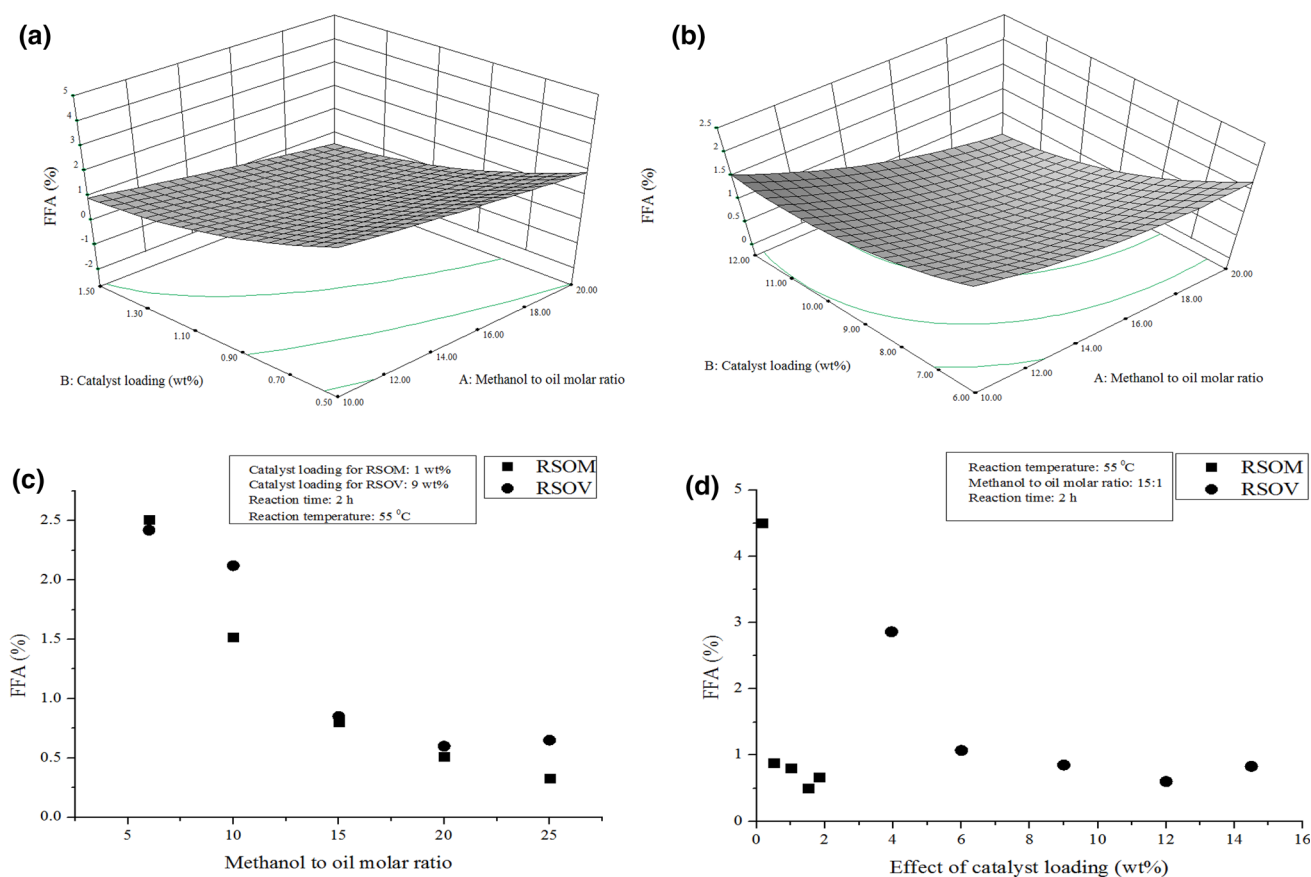 (a)
5
4
3
2
1
0
-1
-2
FFA (%)
1.50
1.30
1.10
0.90
0.70
0.50
B: Catalyst loading (wt%)
10.00
12.00
14.00
16.00
18.00
20.00
A: Methanol to oil molar ratio
(b)
2.5
2
1.5
1
0.5
0
FFA (%)
12.00
11.00
10.00
9.00
8.00
7.00
6.00
B: Catalyst loading (wt%)
10.00
12.00
14.00
16.00
18.00
20.00
A: Methanol to oil molar ratio
(c)
Catalyst loading for RSOM: 1 wt%
Catalyst loading for RSOV: 9 wt%
Reaction time: 2 h
Reaction temperature: 55 ⁰C
RSOM
RSOV
2.5
2.0
1.5
1.0
0.5
0.0
FFA (%)
5
10
15
20
25
Methanol to oil molar ratio
(d)
Reaction temperature: 55 ⁰C
Methanol to oil molar ratio: 15:1
Reaction time: 2 h
RSOM
RSOV
5
4
3
2
1
0
FFA (%)
0
2
4
6
8
10
12
14
16
Effect of catalyst loading (wt%)